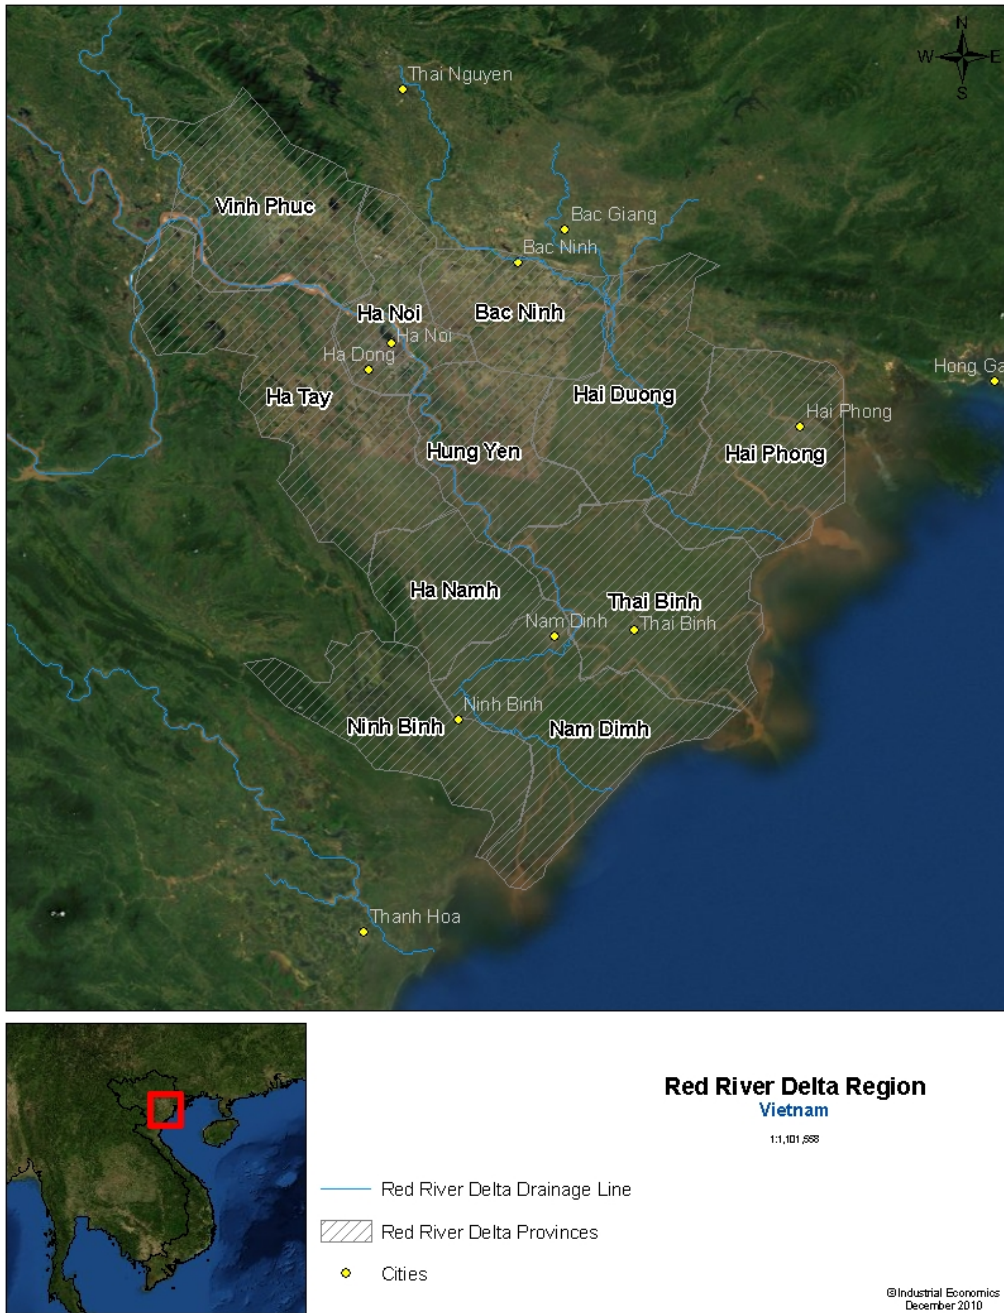 N
W E
S
Thai Nguyen
Vinh Phuc
Bac Giang
Bac Ninh
Ha Noi
Bac Ninh
Ha Noi
Ha Dong
Hong Ga
Ha Tay
Hai Duong
Hai Phong
Hung Yen
Hai Phong
Ha Namh
Thai Binh
Nam Dinh
Thai Binh
Ninh Binh
Ninh Binh
Nam Dimh
Thanh Hoa
Red River Delta Region
Vietnam
1:1,101,558
Red River Delta Drainage Line
Red River Delta Provinces
Cities
©Industrial Economics
December 2010